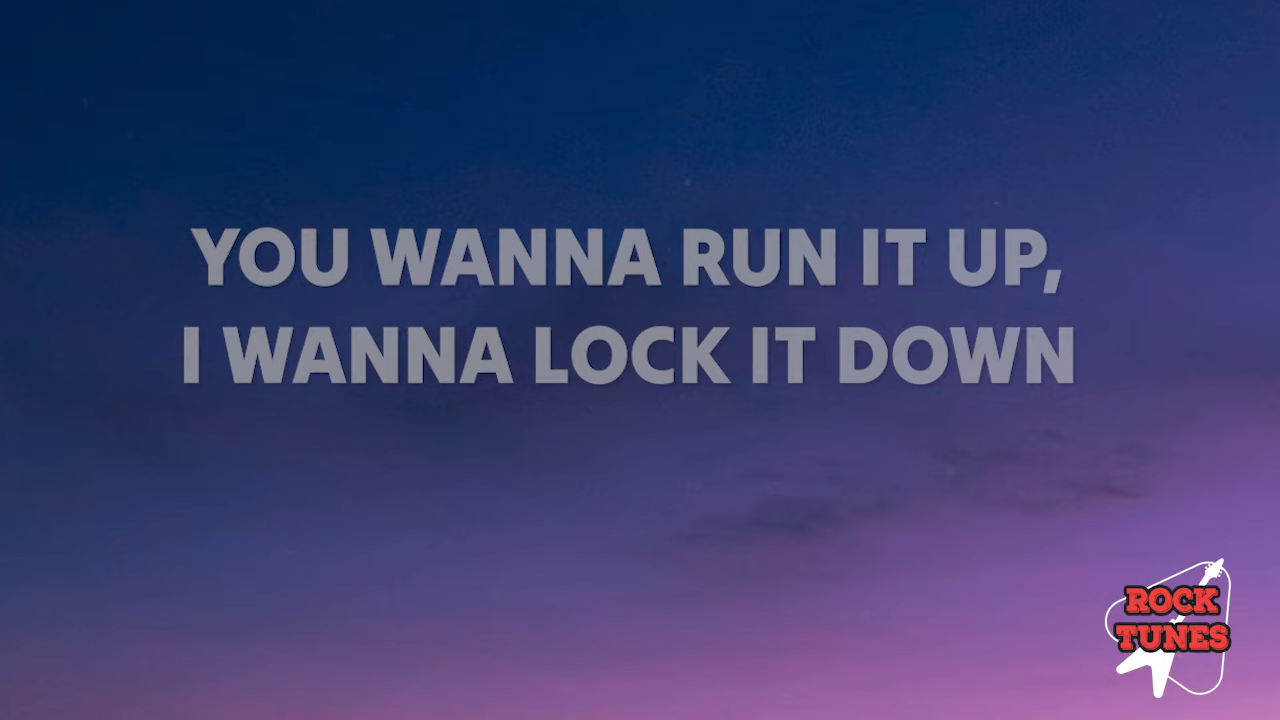 YOU WANNA RUN IT UP,
I WANNA LOCK IT DOWN
ROCK
TUNES